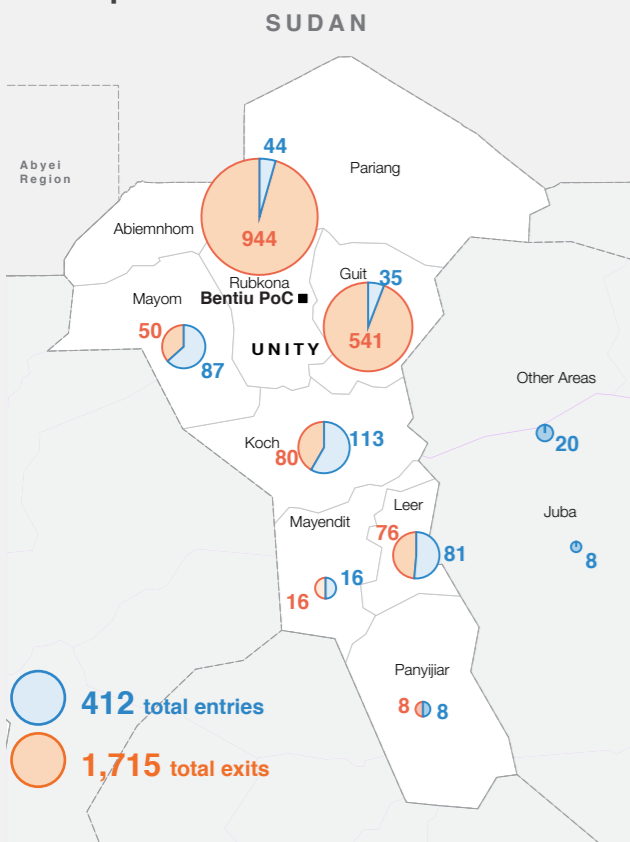 SUDAN
Abyei
Region
44
Pariang
944
Abiemnhom
Rubkona
Guit
35
Mayom
Bentiu PoC
50
541
UNITY
87
Other Areas
Koch
113
20
80
Leer
Mayendit
76
Juba
81
8
16
16
Panyijiar
8
8
412 total entries
1,715 total exits